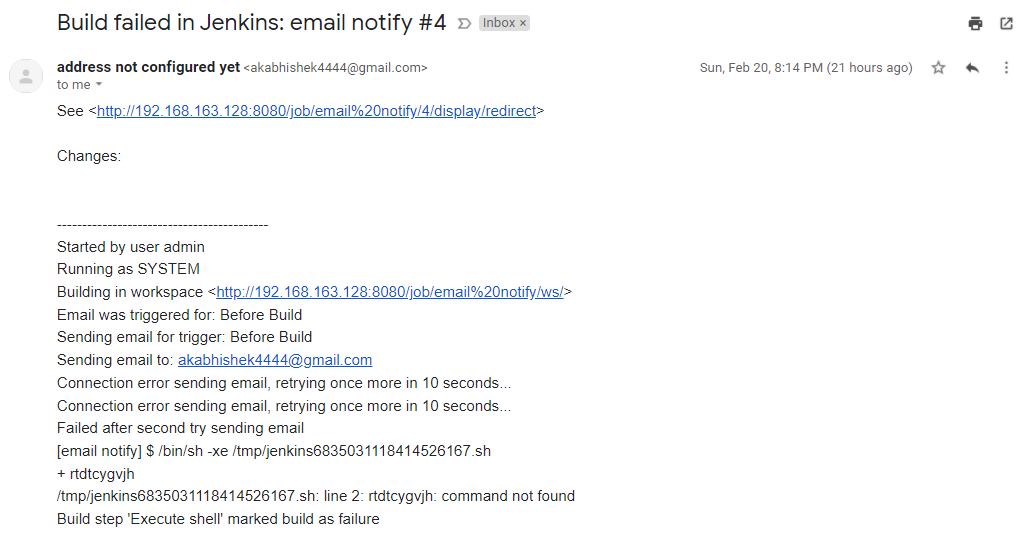 Build failed in Jenkins: email notify #4 Inbox ×
address not configured yet <akabhishek4444@gmail.com> Sun, Feb 20, 8:14 PM (21 hours ago)
to me
See <http://192.168.163.128:8080/job/email%20notify/4/display/redirect>
Changes:
------------------------------------------
Started by user admin
Running as SYSTEM
Building in workspace <http://192.168.163.128:8080/job/email%20notify/ws/>
Email was triggered for: Before Build
Sending email for trigger: Before Build
Sending email to: akabhishek4444@gmail.com
Connection error sending email, retrying once more in 10 seconds...
Connection error sending email, retrying once more in 10 seconds...
Failed after second try sending email
[email notify] $ /bin/sh -xe /tmp/jenkins6835031118414526167.sh
+ rtdtcygvjh
/tmp/jenkins6835031118414526167.sh: line 2: rtdtcygvjh: command not found
Build step 'Execute shell' marked build as failure